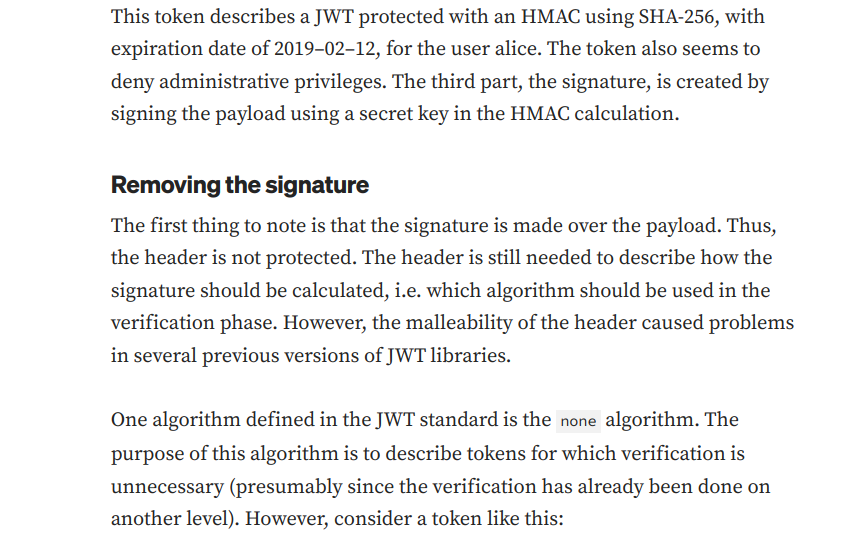 This token describes a JWT protected with an HMAC using SHA-256, with
expiration date of 2019–02–12, for the user alice. The token also seems to
deny administrative privileges. The third part, the signature, is created by
signing the payload using a secret key in the HMAC calculation.
Removing the signature
The first thing to note is that the signature is made over the payload. Thus,
the header is not protected. The header is still needed to describe how the
signature should be calculated, i.e. which algorithm should be used in the
verification phase. However, the malleability of the header caused problems
in several previous versions of JWT libraries.
One algorithm defined in the JWT standard is the none algorithm. The
purpose of this algorithm is to describe tokens for which verification is
unnecessary (presumably since the verification has already been done on
another level). However, consider a token like this: